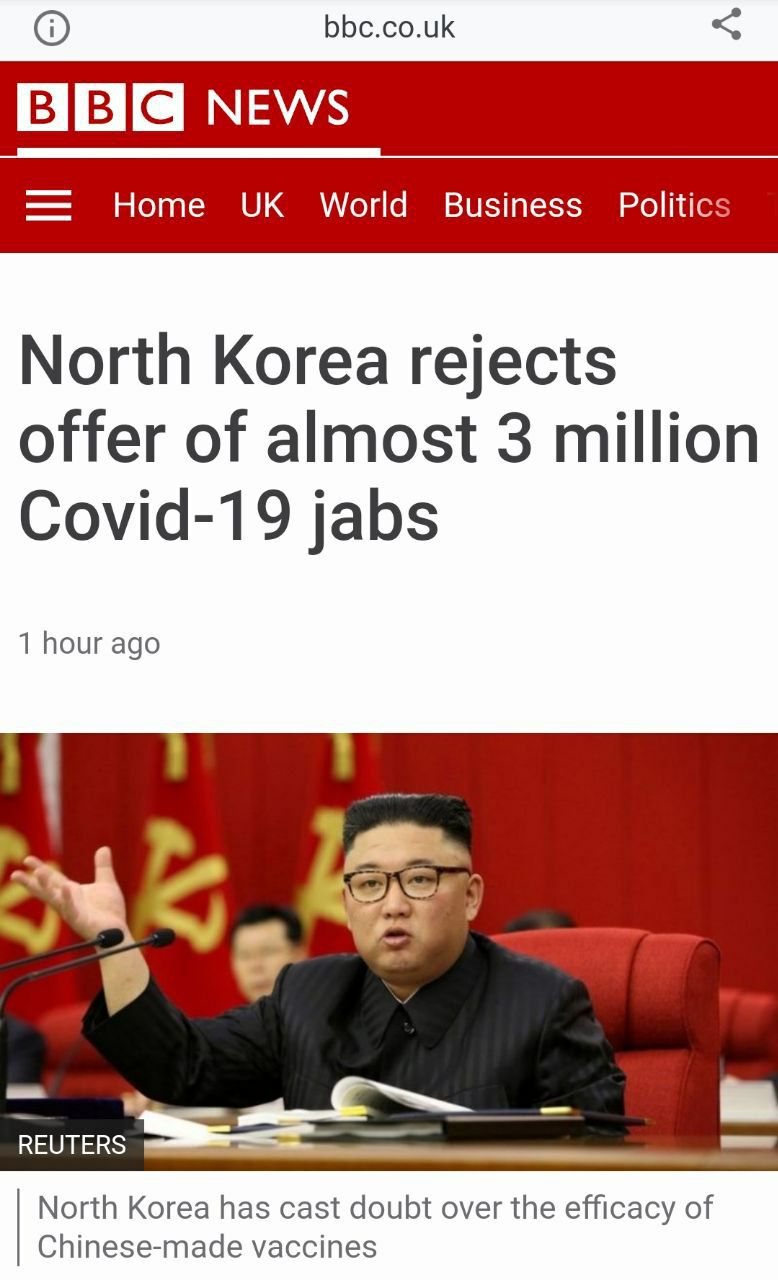 bbc.co.uk
BBC NEWS
Home UK World Business Politics
North Korea rejects
offer of almost 3 million
Covid-19 jabs
1 hour ago
REUTERS
North Korea has cast doubt over the efficacy of
Chinese-made vaccines